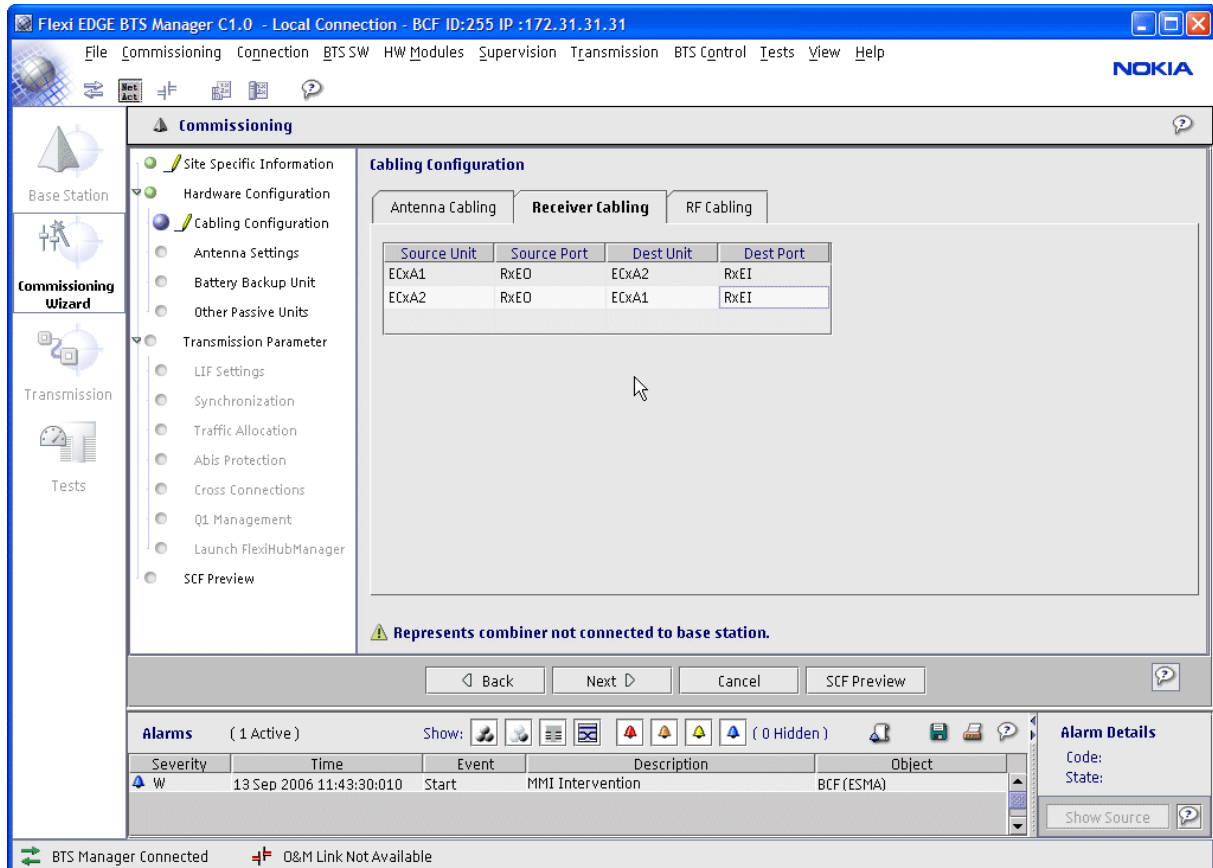 Flexi EDGE BTS Manager C1.0 - Local Connection - BCF ID:255 IP :172.31.31.31
File Commissioning Connection BTS SW HW Modules Supervision Transmission BTS Control Tests View Help
NOKIA
Net Act
Commissioning
Base Station
Commissioning Wizard
Transmission
Tests
Site Specific Information
Hardware Configuration
Cabling Configuration
Antenna Settings
Battery Backup Unit
Other Passive Units
Transmission Parameter
LIF Settings
Synchronization
Traffic Allocation
Abis Protection
Cross Connections
Q1 Management
Launch FlexiHubManager
SCF Preview
Cabling Configuration
Antenna Cabling Receiver Cabling RF Cabling
Source Unit Source Port Dest Unit Dest Port
ECxA1 RxEO ECxA2 RxEI
ECxA2 RxEO ECxA1 RxEI
Represents combiner not connected to base station.
Back Next Cancel SCF Preview
Alarms ( 1 Active ) Show: ( 0 Hidden )
Severity Time Event Description Object
W 13 Sep 2006 11:43:30:010 Start MMI Intervention BCF(ESMA)
Alarm Details
Code:
State:
Show Source
BTS Manager Connected O&M Link Not Available